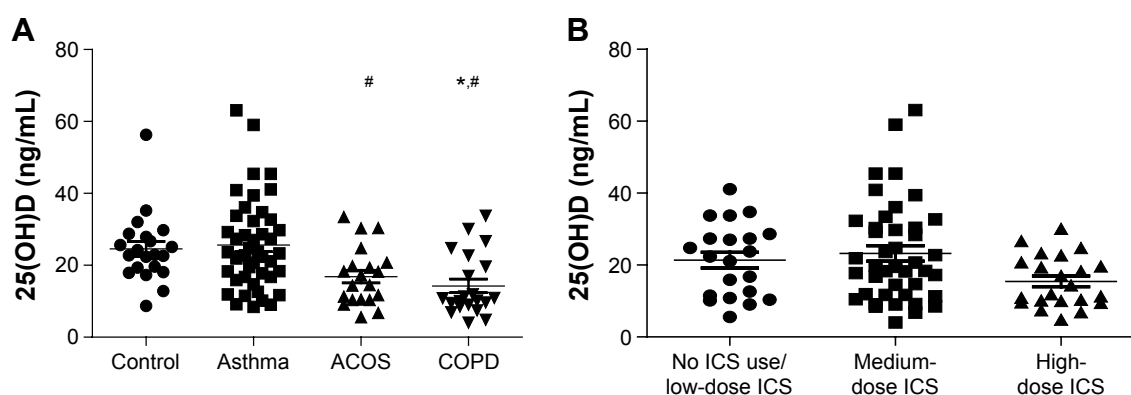 A
25(OH)D (ng/mL)
80
60
40
20
0
#
*,#
Control
Asthma
ACOS
COPD
B
25(OH)D (ng/mL)
80
60
40
20
0
No ICS use/
low-dose ICS
Medium-
dose ICS
High-
dose ICS